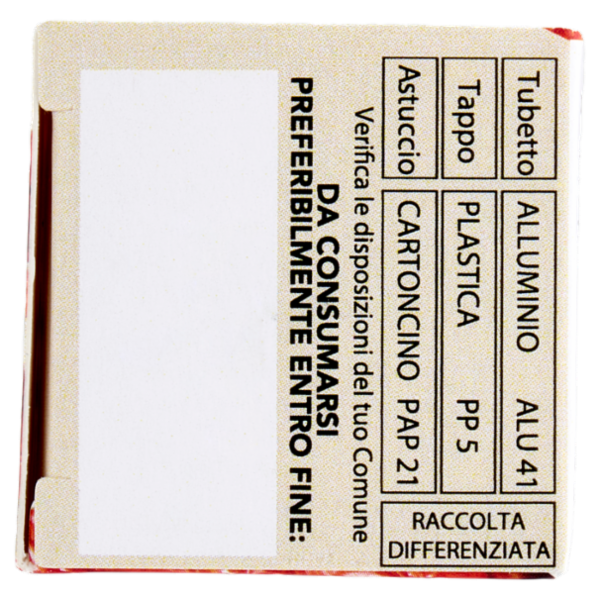 Tubetto ALLUMINIO ALU 41
Tappo PLASTICA PP 5
Astuccio CARTONCINO PAP 21
RACCOLTA
DIFFERENZIATA
Verifica le disposizioni del tuo Comune
DA CONSUMARSI
PREFERIBILMENTE ENTRO FINE: